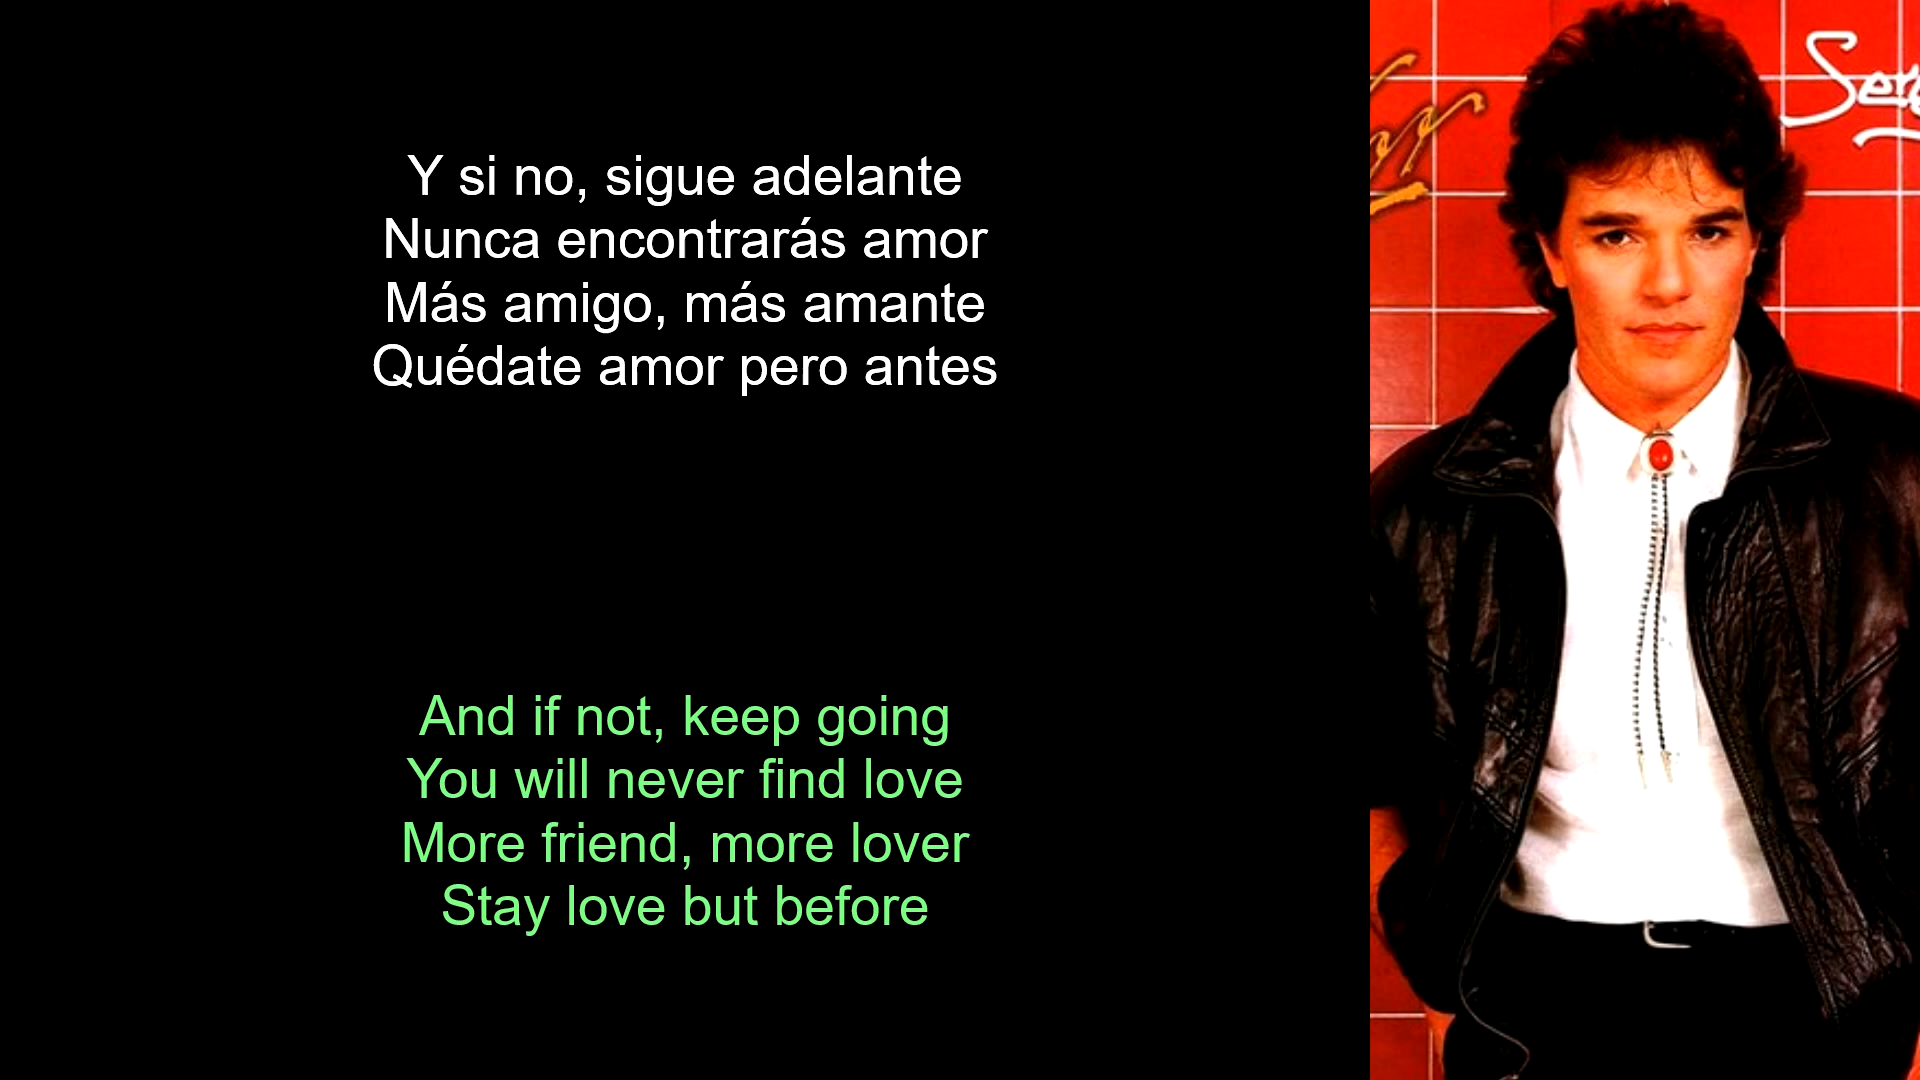 Y si no, sigue adelante
Nunca encontrarás amor
Más amigo, más amante
Quédate amor pero antes
And if not, keep going
You will never find love
More friend, more lover
Stay love but before